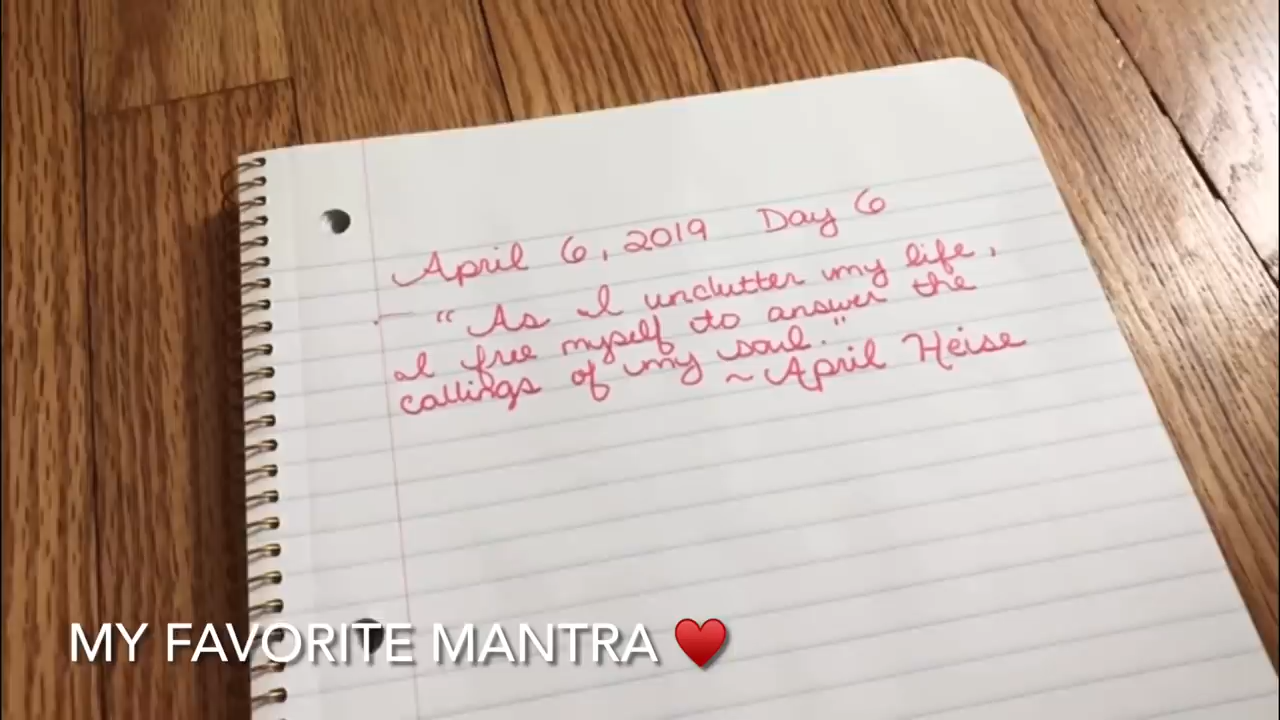 April 6, 2019 Day 6
"As I unclutter my life,
I free myself to answer the
callings of my soul."
~April Heise
MY FAVORITE MANTRA ♥